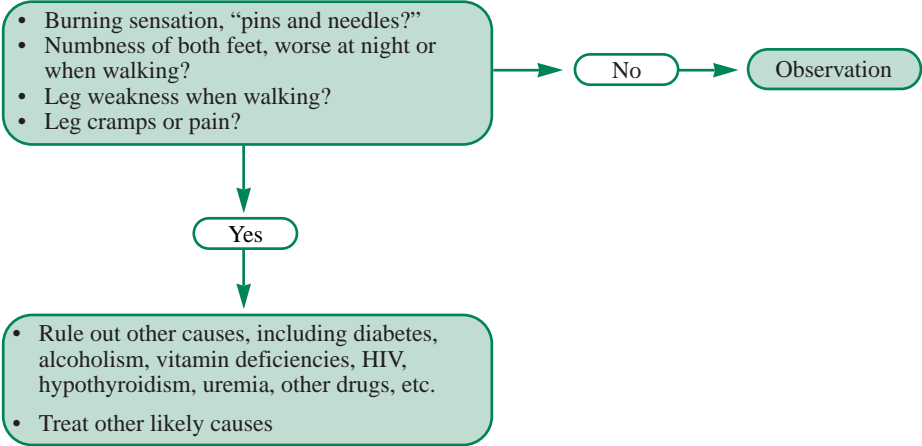 • Burning sensation, “pins and needles?”
• Numbness of both feet, worse at night or
when walking?
• Leg weakness when walking?
• Leg cramps or pain?
No
Observation
Yes
• Rule out other causes, including diabetes,
alcoholism, vitamin deficiencies, HIV,
hypothyroidism, uremia, other drugs, etc.
• Treat other likely causes